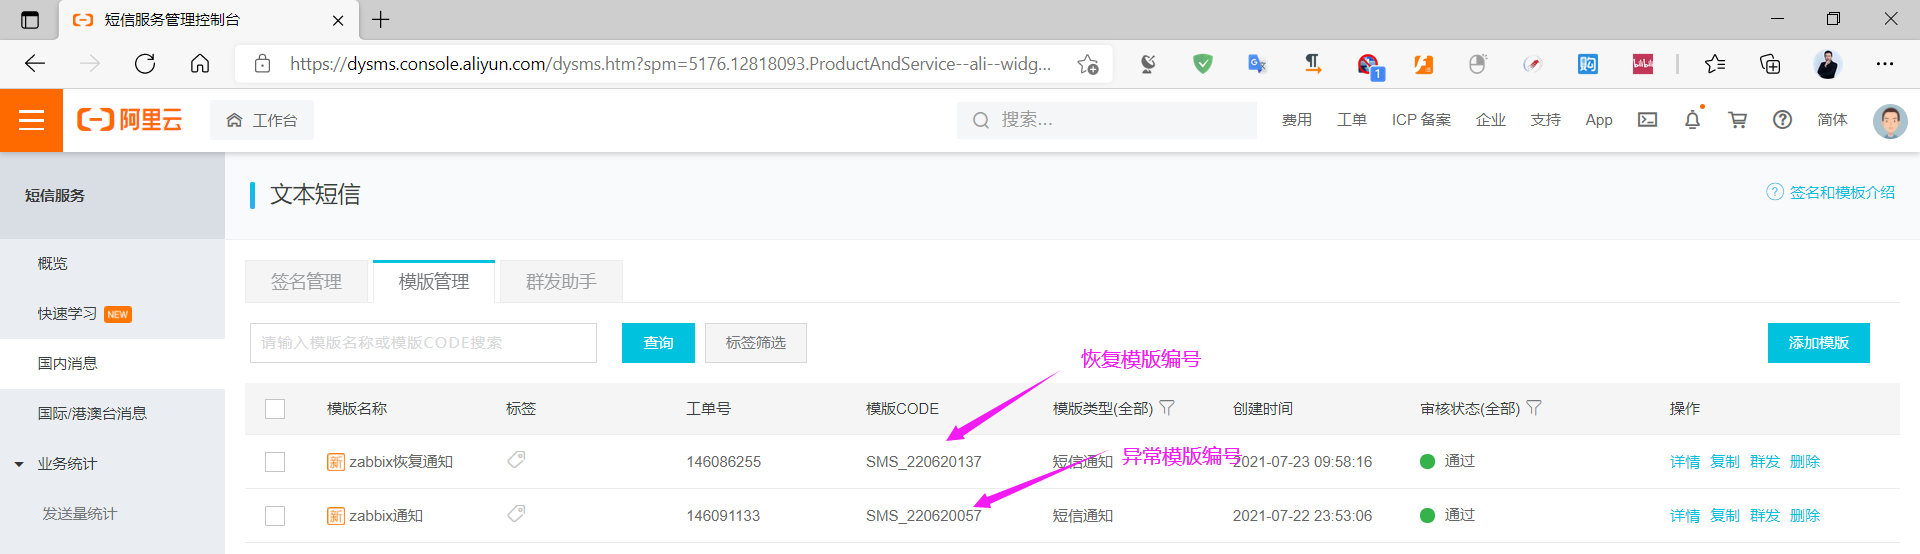 短信服务管理控制台
https://dysms.console.aliyun.com/dysms.htm?spm=5176.12818093.ProductAndService--ali--widg...
1
购
bilibili
阿里云
工作台
搜索...
费用
工单
ICP 备案
企业
支持
App
简体
短信服务
文本短信
签名和模板介绍
概览
快速学习 NEW
国内消息
国际/港澳台消息
业务统计
发送量统计
签名管理
模版管理
群发助手
请输入模版名称或模版CODE搜索
查询
标签筛选
添加模版
恢复模版编号
模版名称 标签 工单号 模版CODE 模版类型(全部) 创建时间 审核状态(全部) 操作
异常模版编号
新 zabbix恢复通知 146086255 SMS_220620137 短信通知 2021-07-23 09:58:16 通过 详情 复制 群发 删除
新 zabbix通知 146091133 SMS_220620057 短信通知 2021-07-22 23:53:06 通过 详情 复制 群发 删除